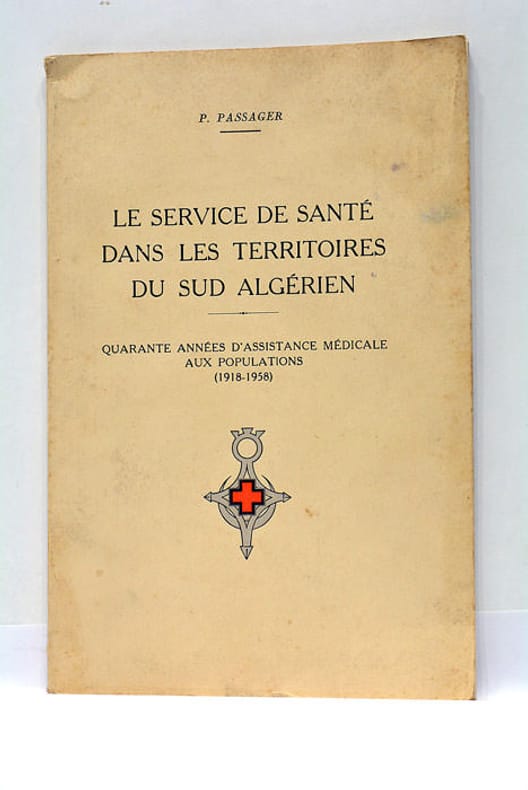 P. PASSAGER
LE SERVICE DE SANTÉ
DANS LES TERRITOIRES
DU SUD ALGÉRIEN
QUARANTE ANNÉES D'ASSISTANCE MÉDICALE
AUX POPULATIONS
(1918-1958)